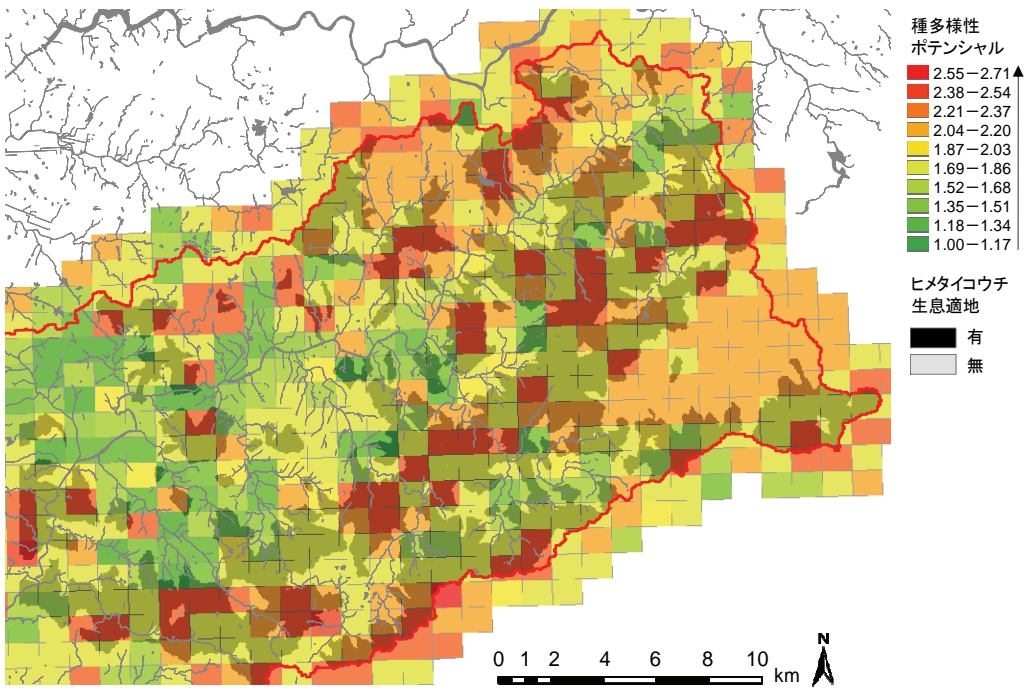 種多様性
ポテンシャル
2.55－2.71
2.38－2.54
2.21－2.37
2.04－2.20
1.87－2.03
1.69－1.86
1.52－1.68
1.35－1.51
1.18－1.34
1.00－1.17
ヒメタイコウチ
生息適地
有
無
N
0 1 2 4 6 8 10
km